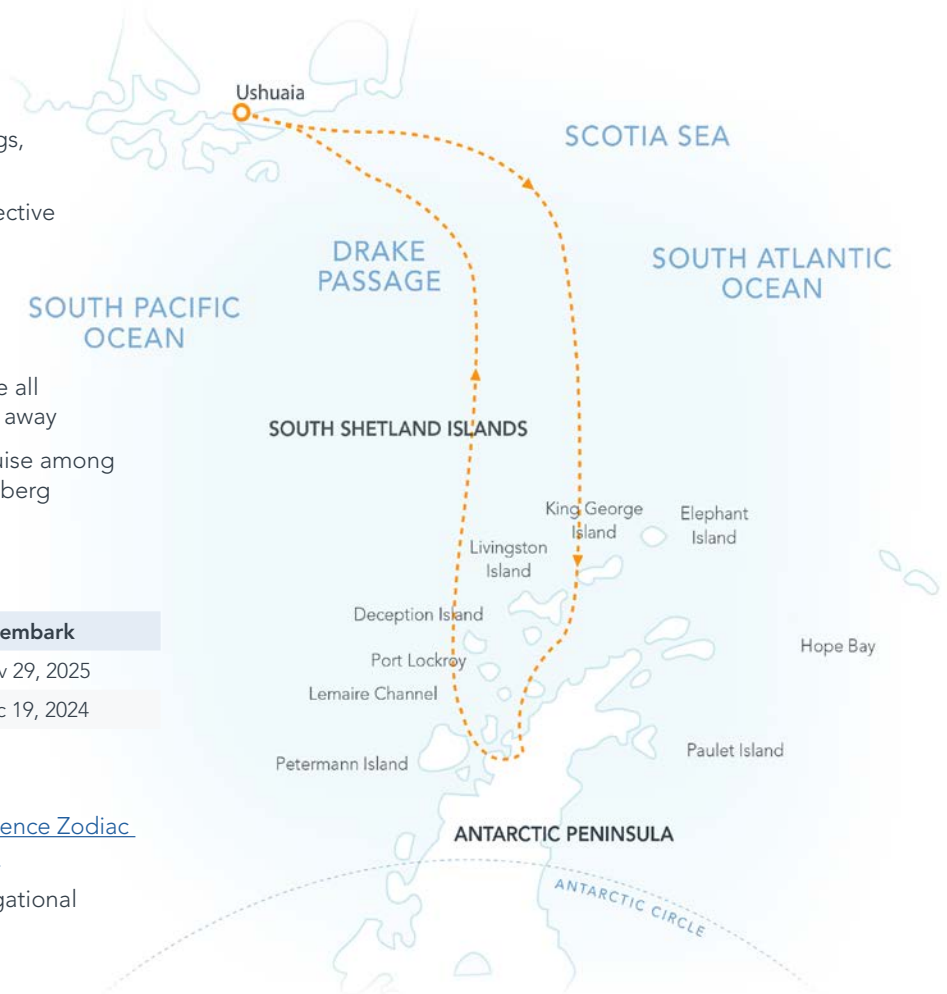 gs,
ective
e all
away
uise among
berg
embark
v 29, 2025
c 19, 2024
ence Zodiac
gational
Ushuaia
SCOTIA SEA
DRAKE
PASSAGE
SOUTH ATLANTIC
OCEAN
SOUTH PACIFIC
OCEAN
SOUTH SHETLAND ISLANDS
King George
Island
Elephant
Island
Livingston
Island
Deception Island
Port Lockroy
Lemaire Channel
Hope Bay
Petermann Island
Paulet Island
ANTARCTIC PENINSULA
ANTARCTIC CIRCLE